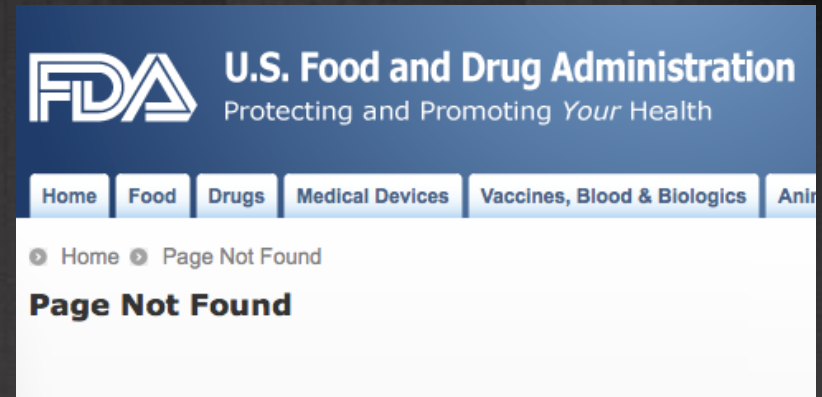 FDA
U.S. Food and Drug Administration
Protecting and Promoting Your Health
Home Food Drugs Medical Devices Vaccines, Blood & Biologics
Home Page Not Found
Page Not Found